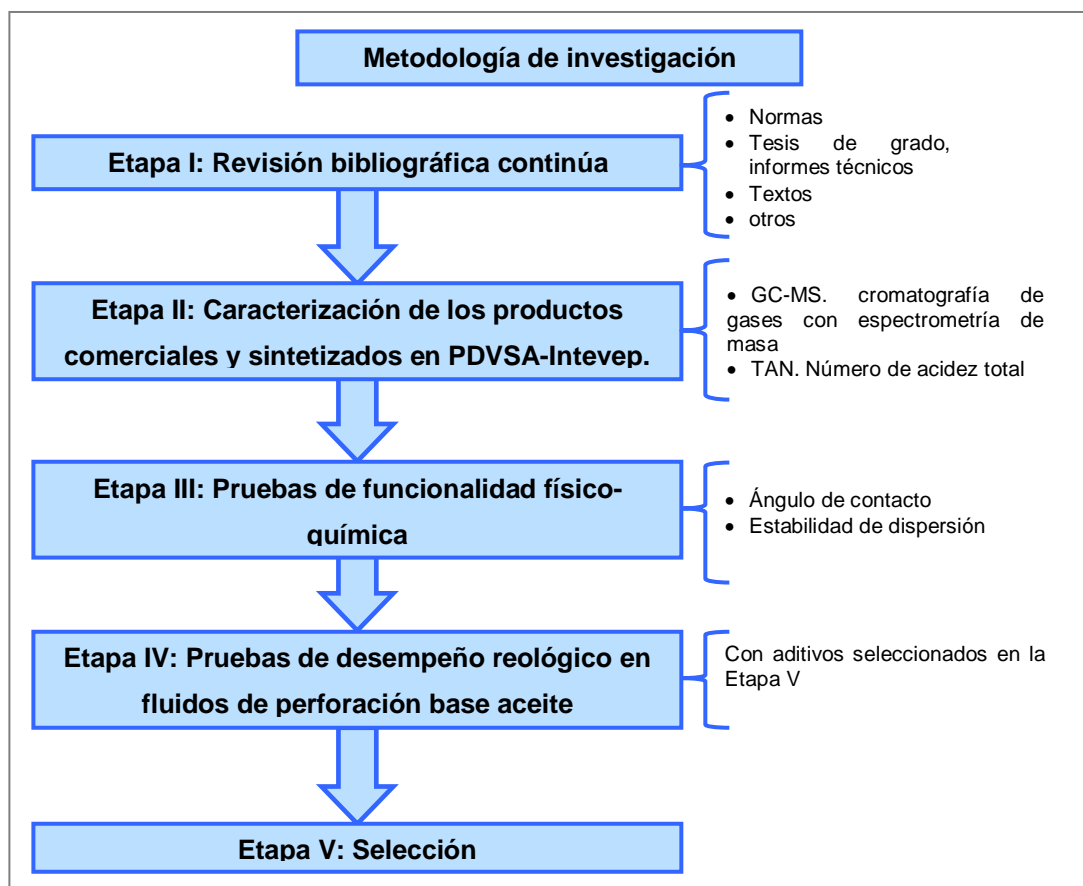 Metodología de investigación
Etapa I: Revisión bibliográfica continúa
• Normas
• Tesis de grado,
informes técnicos
• Textos
• otros
Etapa II: Caracterización de los productos
comerciales y sintetizados en PDVSA-Intevep.
• GC-MS. cromatografía de
gases con espectrometría de
masa
• TAN. Número de acidez total
Etapa III: Pruebas de funcionalidad físico-
química
• Ángulo de contacto
• Estabilidad de dispersión
Etapa IV: Pruebas de desempeño reológico en
fluidos de perforación base aceite
Con aditivos seleccionados en la
Etapa V
Etapa V: Selección